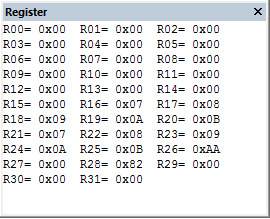 Register
R00= 0x00 R01= 0x00 R02= 0x00
R03= 0x00 R04= 0x00 R05= 0x00
R06= 0x00 R07= 0x00 R08= 0x00
R09= 0x00 R10= 0x00 R11= 0x00
R12= 0x00 R13= 0x00 R14= 0x00
R15= 0x00 R16= 0x07 R17= 0x08
R18= 0x09 R19= 0x0A R20= 0x0B
R21= 0x07 R22= 0x08 R23= 0x09
R24= 0x0A R25= 0x0B R26= 0xAA
R27= 0x00 R28= 0x82 R29= 0x00
R30= 0x00 R31= 0x00